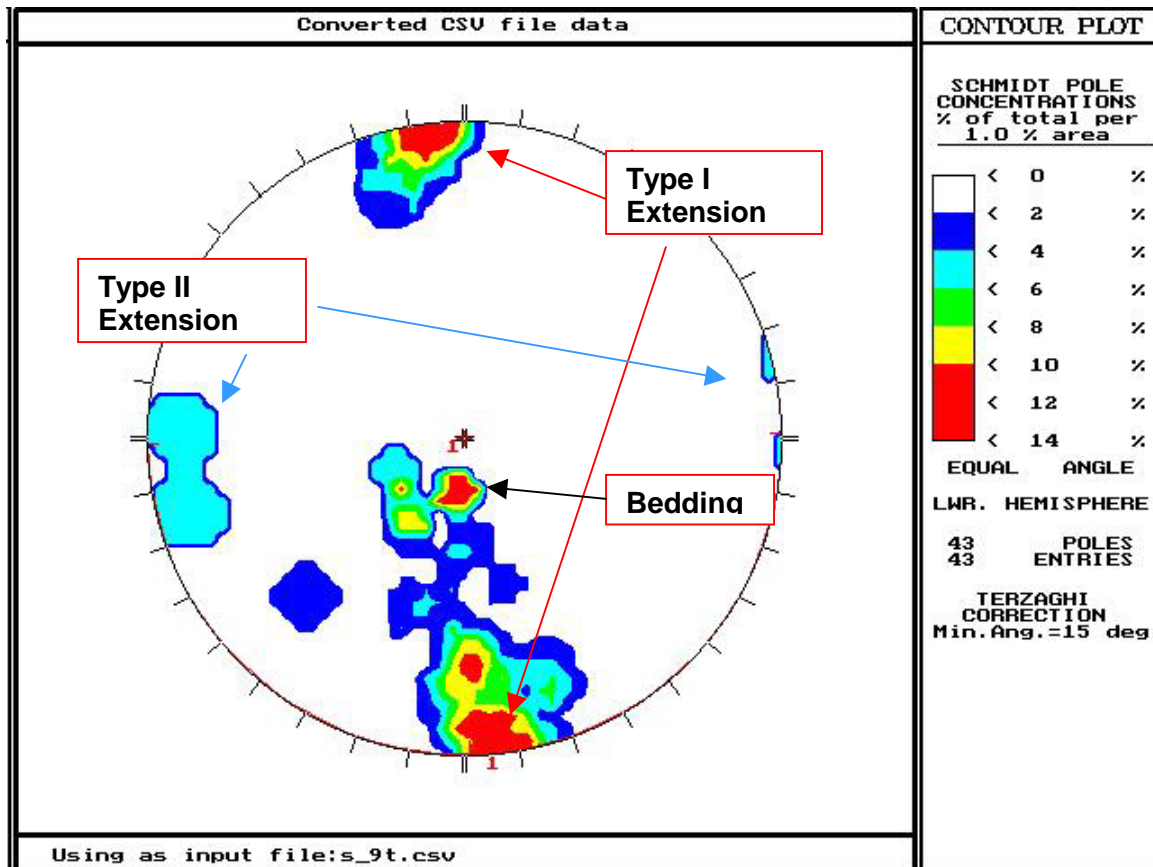 Converted CSV file data
Type I
Extension
Type II
Extension
1
Bedding
1
Using as input file:s_9t.csv
CONTOUR PLOT
SCHMIDT POLE
CONCENTRATIONS
% of total per
1.0 % area
< 0 %
< 2 %
< 4 %
< 6 %
< 8 %
< 10 %
< 12 %
< 14 %
EQUAL ANGLE
LWR. HEMISPHERE
43 POLES
43 ENTRIES
TERZAGHI
CORRECTION
Min.Ang.=15 deg